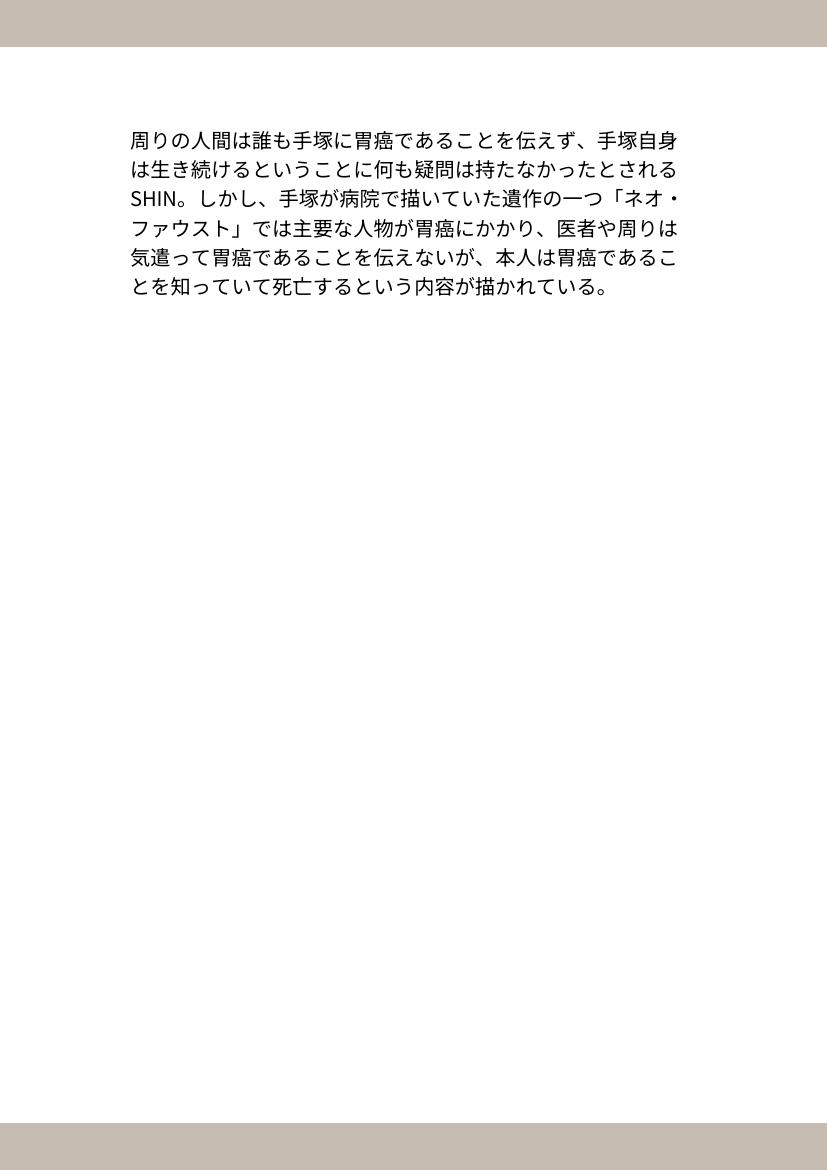 周りの人間は誰も手塚に胃癌であることを伝えず、手塚自身
は生き続けるということに何も疑問は持たなかったとされる
SHIN。しかし、手塚が病院で描いていた遺作の一つ「ネオ・
ファウスト」では主要な人物が胃癌にかかり、医者や周りは
気遣って胃癌であることを伝えないが、本人は胃癌であるこ
とを知っていて死亡するという内容が描かれている。